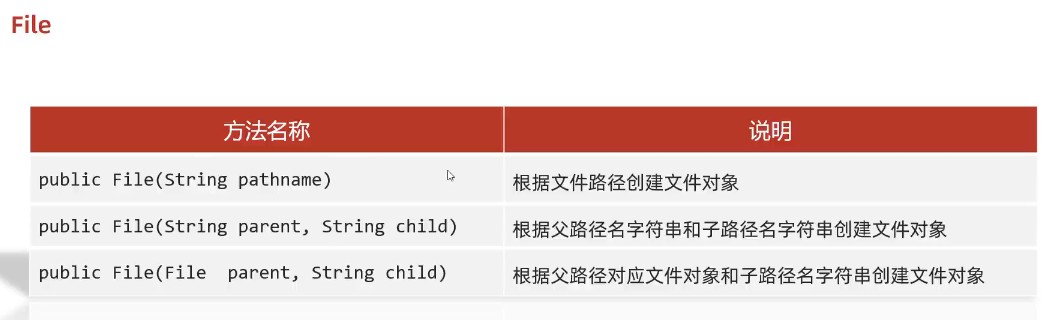 File
方法名称 说明
public File(String pathname) 根据文件路径创建文件对象
public File(String parent, String child) 根据父路径名字符串和子路径名字符串创建文件对象
public File(File  parent, String child) 根据父路径对应文件对象和子路径名字符串创建文件对象